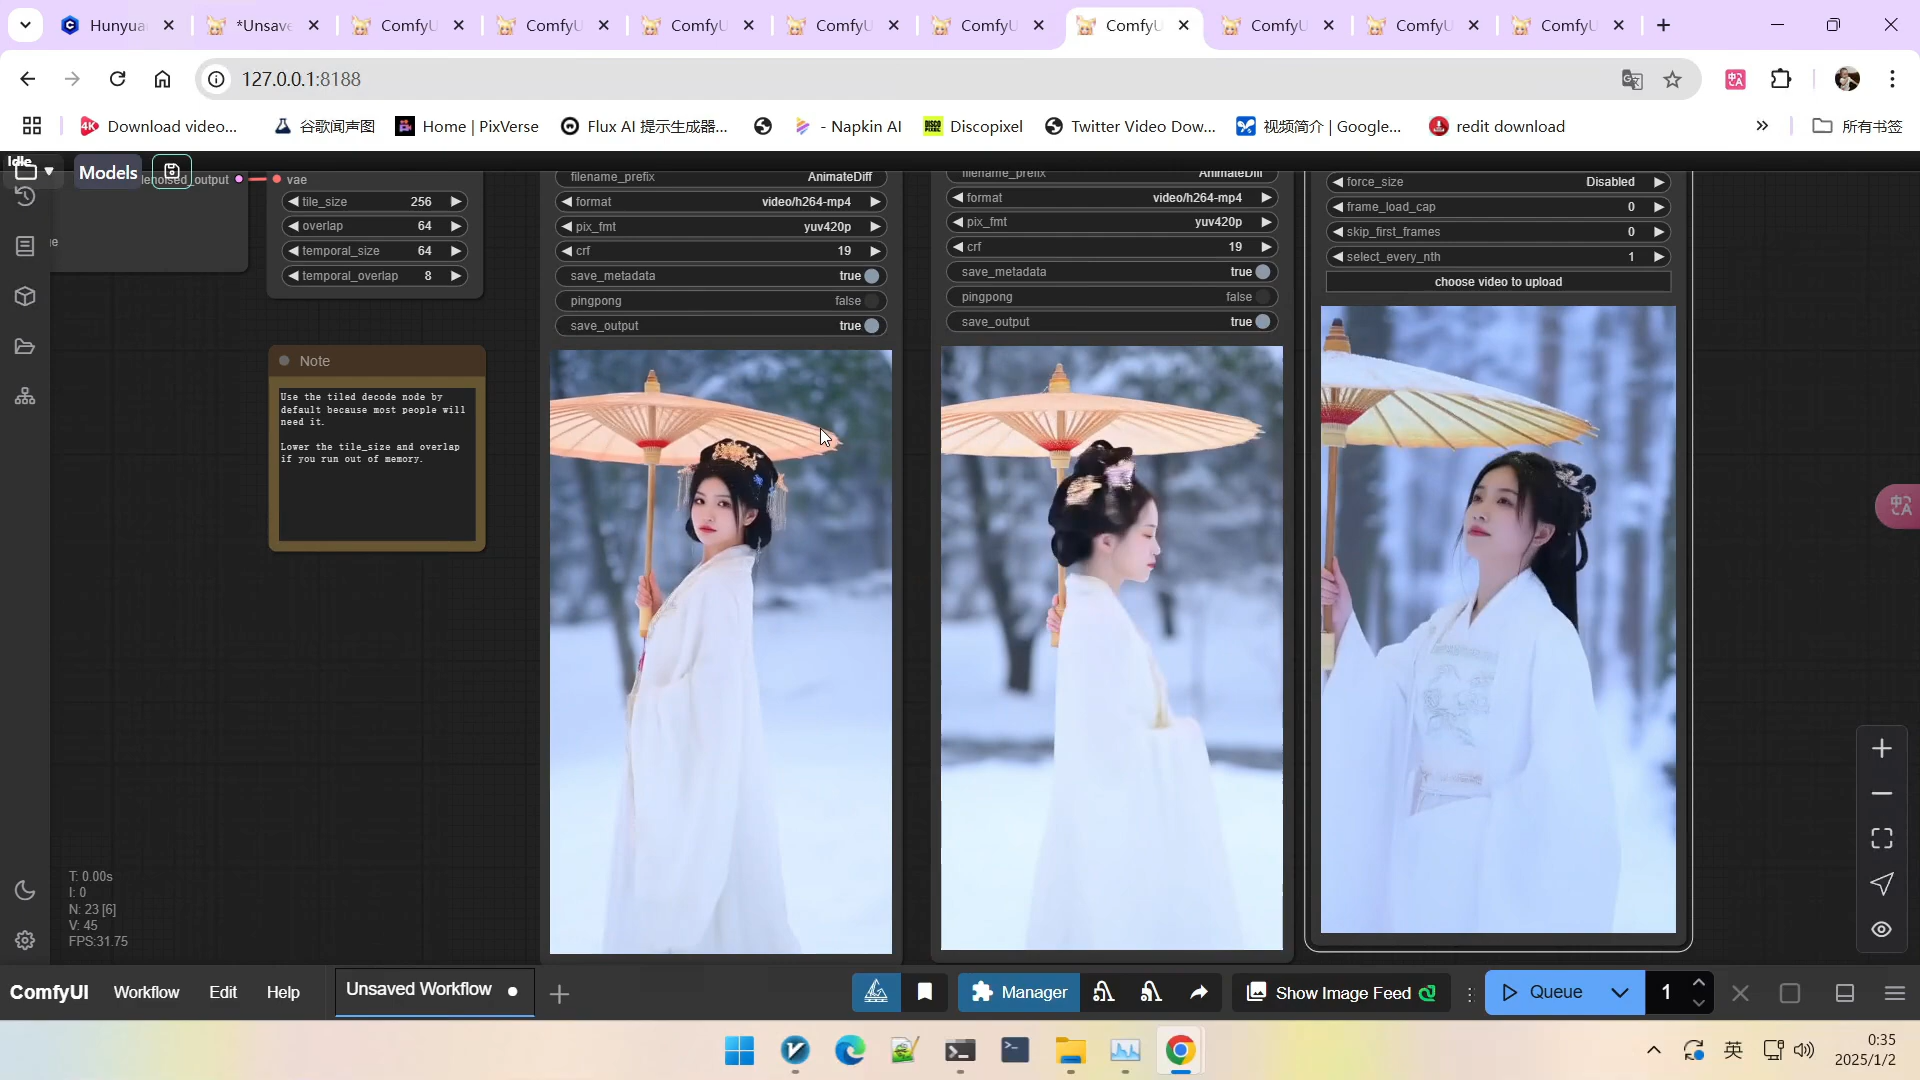 Hunyua
*Unsave
ComfyU
ComfyU
ComfyU
ComfyU
ComfyU
ComfyU
ComfyU
ComfyU
ComfyU
127.0.0.1:8188
4K Download video...
谷歌闻声图
Home | PixVerse
Flux AI 提示生成器...
- Napkin AI
Discopixel
Twitter Video Dow...
视频简介 | Google...
redit download
所有书签
Idle
Models
denoised_output
vae
tile_size 256
overlap 64
temporal_size 64
temporal_overlap 8
filename_prefix AnimateDiff
format video/h264-mp4
pix_fmt yuv420p
crf 19
save_metadata true
pingpong false
save_output true
filename_prefix AnimateDiff
format video/h264-mp4
pix_fmt yuv420p
crf 19
save_metadata true
pingpong false
save_output true
force_size Disabled
frame_load_cap 0
skip_first_frames 0
select_every_nth 1
choose video to upload
Note
Use the tiled decode node by
default because most people will
need it.
Lower the tile_size and overlap
if you run out of memory.
中A
T: 0.00s
I: 0
N: 23 [6]
V: 45
FPS:31.75
ComfyUI
Workflow
Edit
Help
Unsaved Workflow
Manager
Show Image Feed
Queue
1
英
0:35
2025/1/2